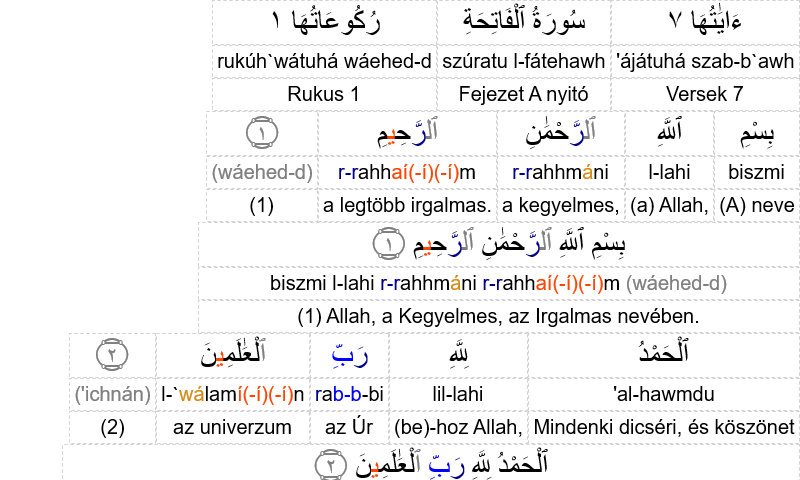 ءَايَٰتُهَا ٧ سُورَةُ ٱلْفَاتِحَةِ رُكُوعَاتُهَا ١
'ájátuhá szab-b`awh szúratu l-fátehawh rukúh`wátuhá wáehed-d
Versek 7 Fejezet A nyitó Rukus 1
بِسْمِ ٱللَّهِ ٱلرَّحْمَٰنِ ٱلرَّحِيمِ ١
biszmi l-lahi r-rahhmáni r-rahhaí(-í)(-í)m (wáehed-d)
(A) neve (a) Allah, a kegyelmes, a legtöbb irgalmas. (1)
بِسْمِ ٱللَّهِ ٱلرَّحْمَٰنِ ٱلرَّحِيمِ ١
biszmi l-lahi r-rahhmáni r-rahhaí(-í)(-í)m (wáehed-d)
(1) Allah, a Kegyelmes, az Irgalmas nevében.
ٱلْحَمْدُ لِلَّهِ رَبِّ ٱلْعَٰلَمِينَ ٢
'al-hawmdu lil-lahi rab-b-bi l-`wálamí(-í)(-í)n ('ichnán)
Mindenki dicséri, és köszönet (be)-hoz Allah, az Úr az univerzum (2)
ٱلْحَمْدُ لِلَّهِ رَبِّ ٱلْعَٰلَمِينَ ٢